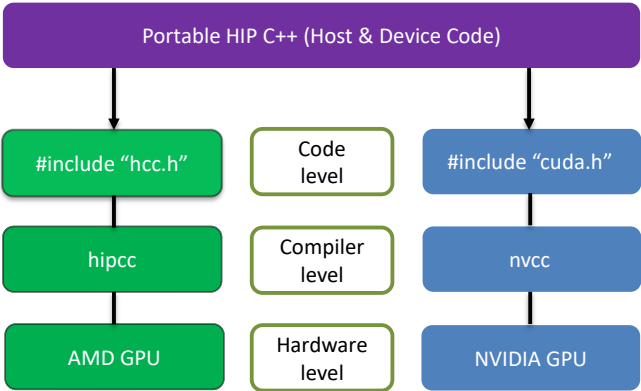 Portable HIP C++ (Host & Device Code)
#include “hcc.h”
Code
level
#include “cuda.h”
hipcc
Compiler
level
nvcc
AMD GPU
Hardware
level
NVIDIA GPU